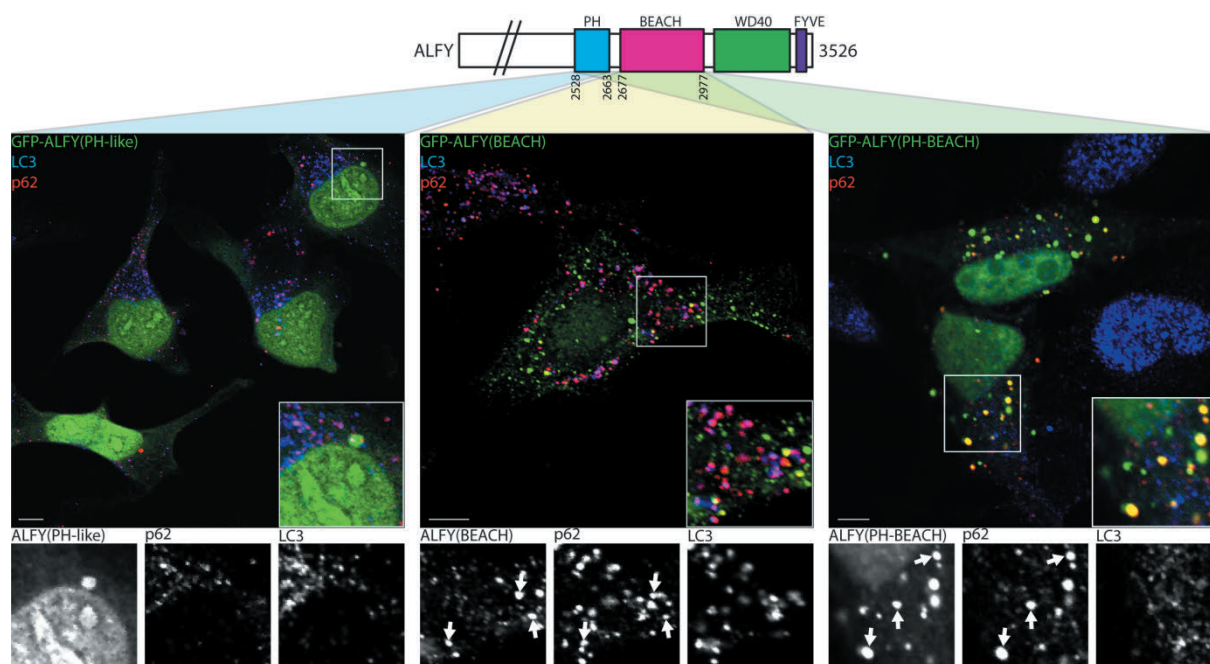 PH BEACH WD40 FYVE
ALFY 3526
2528 2663 2677 2977
GFP-ALFY(PH-like)
LC3
p62
GFP-ALFY(BEACH)
LC3
p62
GFP-ALFY(PH-BEACH)
LC3
p62
ALFY(PH-like) p62 LC3
ALFY(BEACH) p62 LC3
ALFY(PH-BEACH) p62 LC3